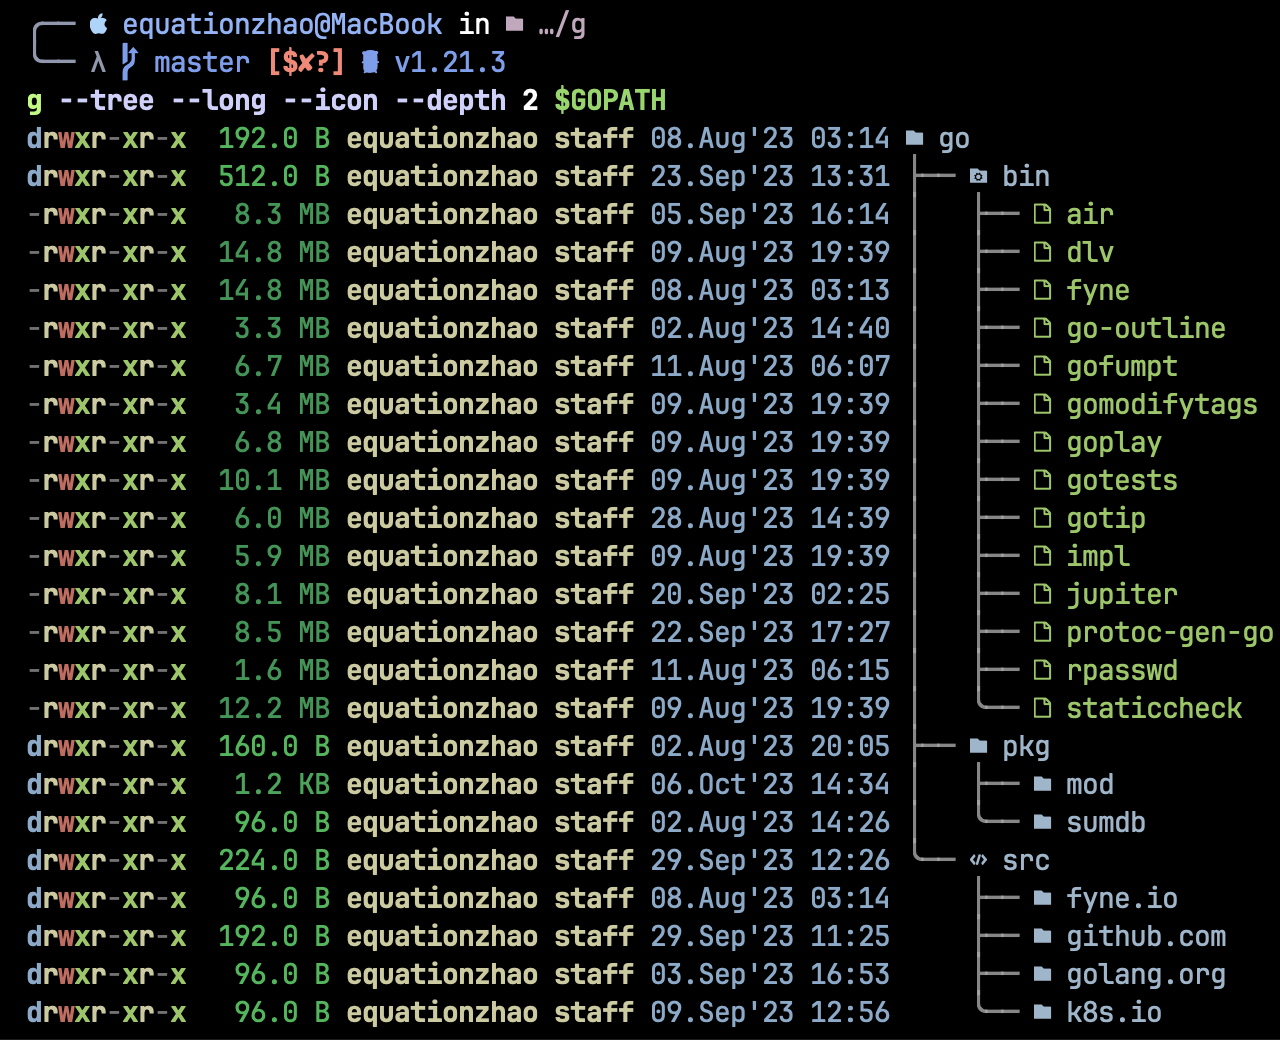 equationzhao@MacBook in …/g
λ master [$✘?] v1.21.3
g --tree --long --icon --depth 2 $GOPATH
drwxr-xr-x 192.0 B equationzhao staff 08.Aug'23 03:14 go
drwxr-xr-x 512.0 B equationzhao staff 23.Sep'23 13:31 ├── bin
-rwxr-xr-x 8.3 MB equationzhao staff 05.Sep'23 16:14 │ ├── air
-rwxr-xr-x 14.8 MB equationzhao staff 09.Aug'23 19:39 │ ├── dlv
-rwxr-xr-x 14.8 MB equationzhao staff 08.Aug'23 03:13 │ ├── fyne
-rwxr-xr-x 3.3 MB equationzhao staff 02.Aug'23 14:40 │ ├── go-outline
-rwxr-xr-x 6.7 MB equationzhao staff 11.Aug'23 06:07 │ ├── gofumpt
-rwxr-xr-x 3.4 MB equationzhao staff 09.Aug'23 19:39 │ ├── gomodifytags
-rwxr-xr-x 6.8 MB equationzhao staff 09.Aug'23 19:39 │ ├── goplay
-rwxr-xr-x 10.1 MB equationzhao staff 09.Aug'23 19:39 │ ├── gotests
-rwxr-xr-x 6.0 MB equationzhao staff 28.Aug'23 14:39 │ ├── gotip
-rwxr-xr-x 5.9 MB equationzhao staff 09.Aug'23 19:39 │ ├── impl
-rwxr-xr-x 8.1 MB equationzhao staff 20.Sep'23 02:25 │ ├── jupiter
-rwxr-xr-x 8.5 MB equationzhao staff 22.Sep'23 17:27 │ ├── protoc-gen-go
-rwxr-xr-x 1.6 MB equationzhao staff 11.Aug'23 06:15 │ ├── rpasswd
-rwxr-xr-x 12.2 MB equationzhao staff 09.Aug'23 19:39 │ ╰── staticcheck
drwxr-xr-x 160.0 B equationzhao staff 02.Aug'23 20:05 ├── pkg
drwxr-xr-x 1.2 KB equationzhao staff 06.Oct'23 14:34 │ ├── mod
drwxr-xr-x 96.0 B equationzhao staff 02.Aug'23 14:26 │ ╰── sumdb
drwxr-xr-x 224.0 B equationzhao staff 29.Sep'23 12:26 ╰── src
drwxr-xr-x 96.0 B equationzhao staff 08.Aug'23 03:14 ├── fyne.io
drwxr-xr-x 192.0 B equationzhao staff 29.Sep'23 11:25 ├── github.com
drwxr-xr-x 96.0 B equationzhao staff 03.Sep'23 16:53 ├── golang.org
drwxr-xr-x 96.0 B equationzhao staff 09.Sep'23 12:56 ╰── k8s.io